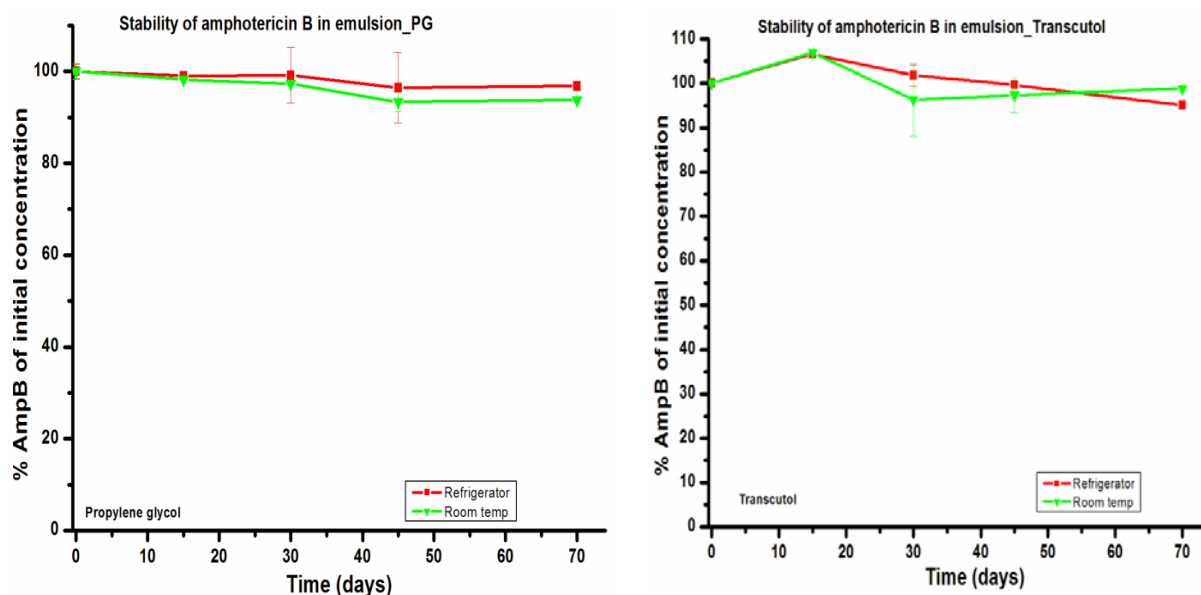 Stability of amphotericin B in emulsion_PG
% AmpB of initial concentration
100
80
60
40
20
0
Propylene glycol
Refrigerator
Room temp
0 10 20 30 40 50 60 70
Time (days)
Stability of amphotericin B in emulsion_Transcutol
% AmpB of initial concentration
110
100
90
80
70
60
50
40
30
20
10
0
Transcutol
Refrigerator
Room temp
0 10 20 30 40 50 60 70
Time (days)